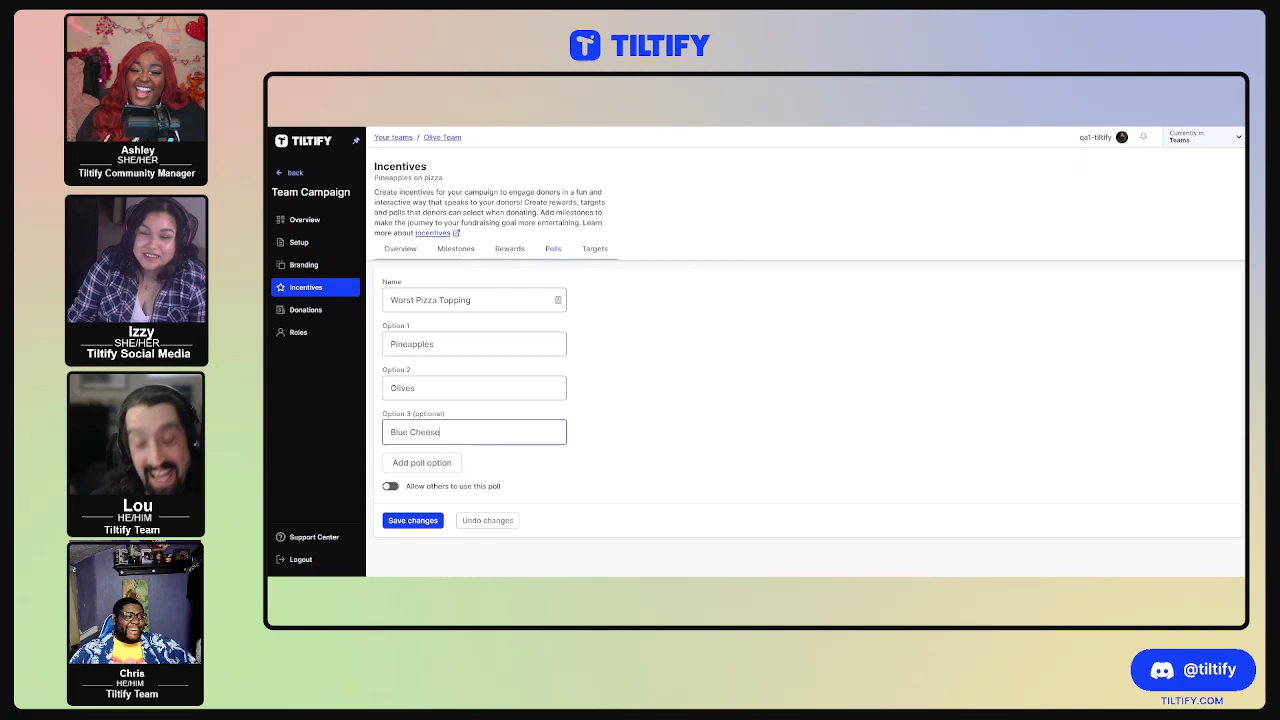 TILTIFY
Ashley
SHE/HER
Tiltify Community Manager
Izzy
SHE/HER
Tiltify Social Media
Lou
HE/HIM
Tiltify Team
Chris
HE/HIM
Tiltify Team
TILTIFY
back
Team Campaign
Overview
Setup
Branding
Incentives
Donations
Roles
Support Center
Logout
Your teams / Olive Team
qa1-tiltify
Currently in
Teams
Incentives
Pineapples on pizza
Create incentives for your campaign to engage donors in a fun and
interactive way that speaks to your donors! Create rewards, targets
and polls that donors can select when donating. Add milestones to
make the journey to your fundraising goal more entertaining. Learn
more about incentives
Overview Milestones Rewards Polls Targets
Name
Worst Pizza Topping
Option 1
Pineapples
Option 2
Olives
Option 3 (optional)
Blue Cheese
Add poll option
Allow others to use this poll
Save changes Undo changes
@tiltify
TILTIFY.COM